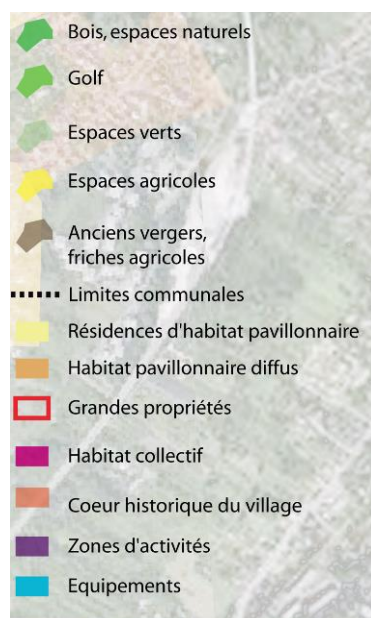 Bois, espaces naturels
Golf
Espaces verts
Espaces agricoles
Anciens vergers,
friches agricoles
Limites communales
Résidences d'habitat pavillonnaire
Habitat pavillonnaire diffus
Grandes propriétés
Habitat collectif
Coeur historique du village
Zones d'activités
Equipements